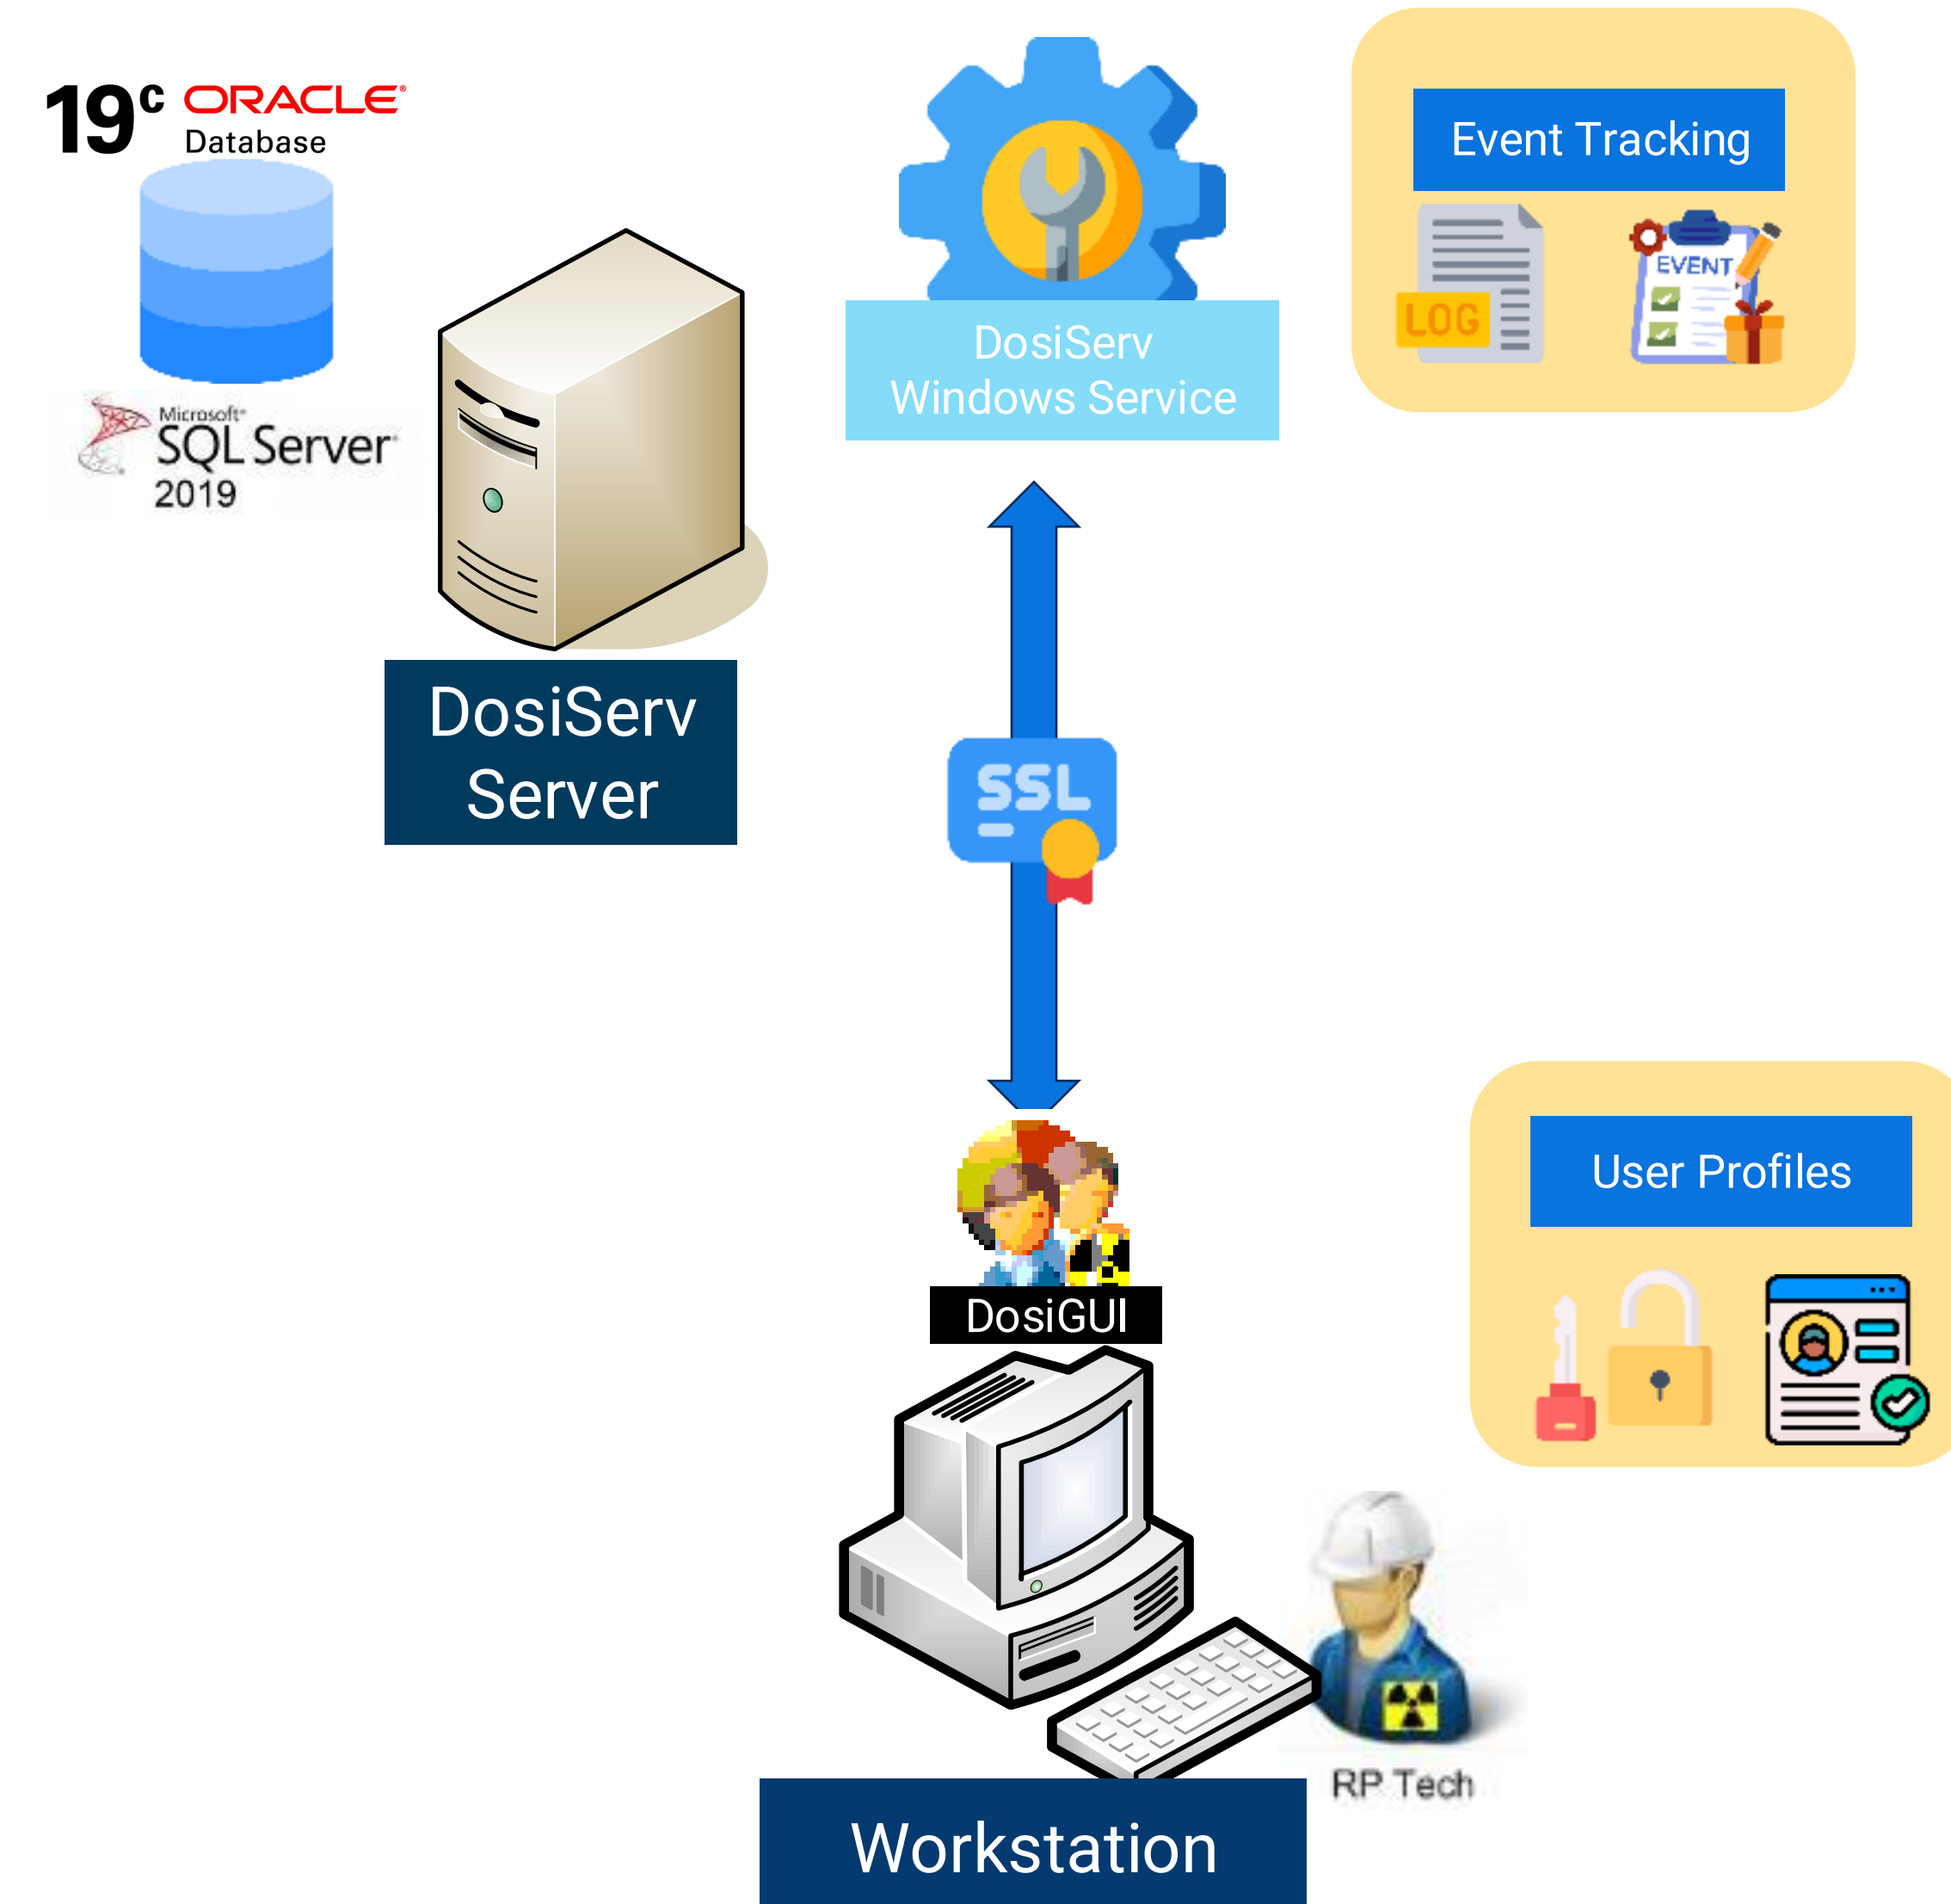 19c ORACLE®
Database
Microsoft®
SQL Server®
2019
DosiServ
Server
DosiServ
Windows Service
Event Tracking
LOG
EVENT
SSL
User Profiles
DosiGUI
RP Tech
Workstation